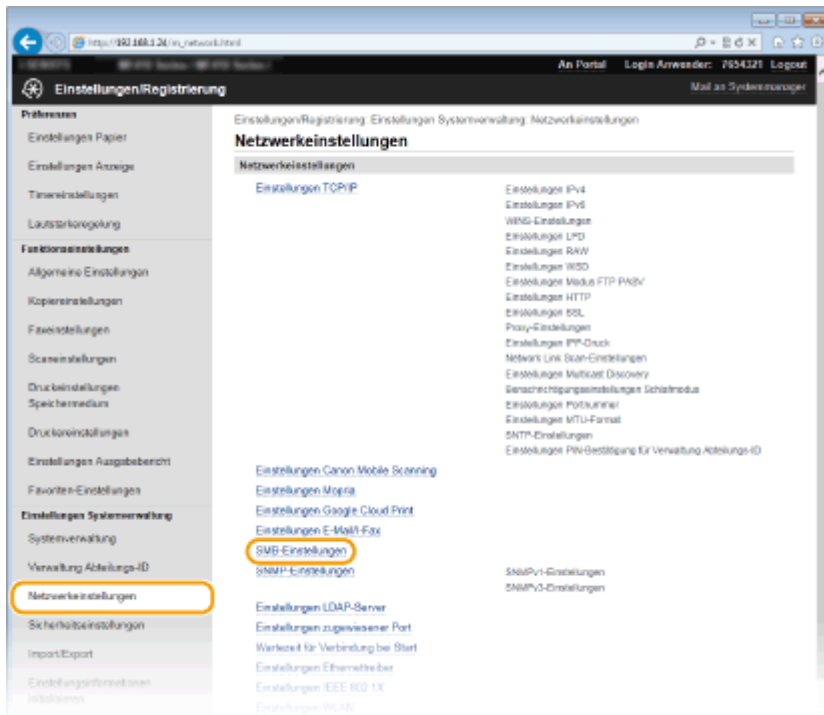 http://192.168.1.24/m_network.html
An Portal Login Anwender: 7654321 Logout
Einstellungen/Registrierung
Mail an Systemmanager
Präferenzen
Einstellungen Papier
Einstellungen Anzeige
Timereinstellungen
Lautstärkeregelung
Funktionseinstellungen
Allgemeine Einstellungen
Kopiereinstellungen
Faxeinstellungen
Scaneinstellungen
Druckeinstellungen
Speichermedium
Druckereinstellungen
Einstellungen Ausgabebericht
Favoriten-Einstellungen
Einstellungen Systemverwaltung
Systemverwaltung
Verwaltung Abteilungs-ID
Netzwerkeinstellungen
Sicherheitseinstellungen
Import/Export
Einstellungsinformationen
initialisieren
Einstellungen/Registrierung: Einstellungen Systemverwaltung: Netzwerkeinstellungen
Netzwerkeinstellungen
Netzwerkeinstellungen
Einstellungen TCP/IP
Einstellungen IPv4
Einstellungen IPv6
WINS-Einstellungen
Einstellungen LPD
Einstellungen RAW
Einstellungen WSD
Einstellungen Modus FTP PASV
Einstellungen HTTP
Einstellungen SSL
Proxy-Einstellungen
Einstellungen IPP-Druck
Network Link Scan-Einstellungen
Einstellungen Multicast Discovery
Benachrichtigungseinstellungen Schlafmodus
Einstellungen Portnummer
Einstellungen MTU-Format
SNTP-Einstellungen
Einstellungen PIN-Bestätigung für Verwaltung Abteilungs-ID
Einstellungen Canon Mobile Scanning
Einstellungen Mopria
Einstellungen Google Cloud Print
Einstellungen E-Mail/I-Fax
SMB-Einstellungen
SNMP-Einstellungen
SNMPv1-Einstellungen
SNMPv3-Einstellungen
Einstellungen LDAP-Server
Einstellungen zugewiesener Port
Wartezeit für Verbindung bei Start
Einstellungen Ethernettreiber
Einstellungen IEEE 802.1X
Einstellungen WLAN